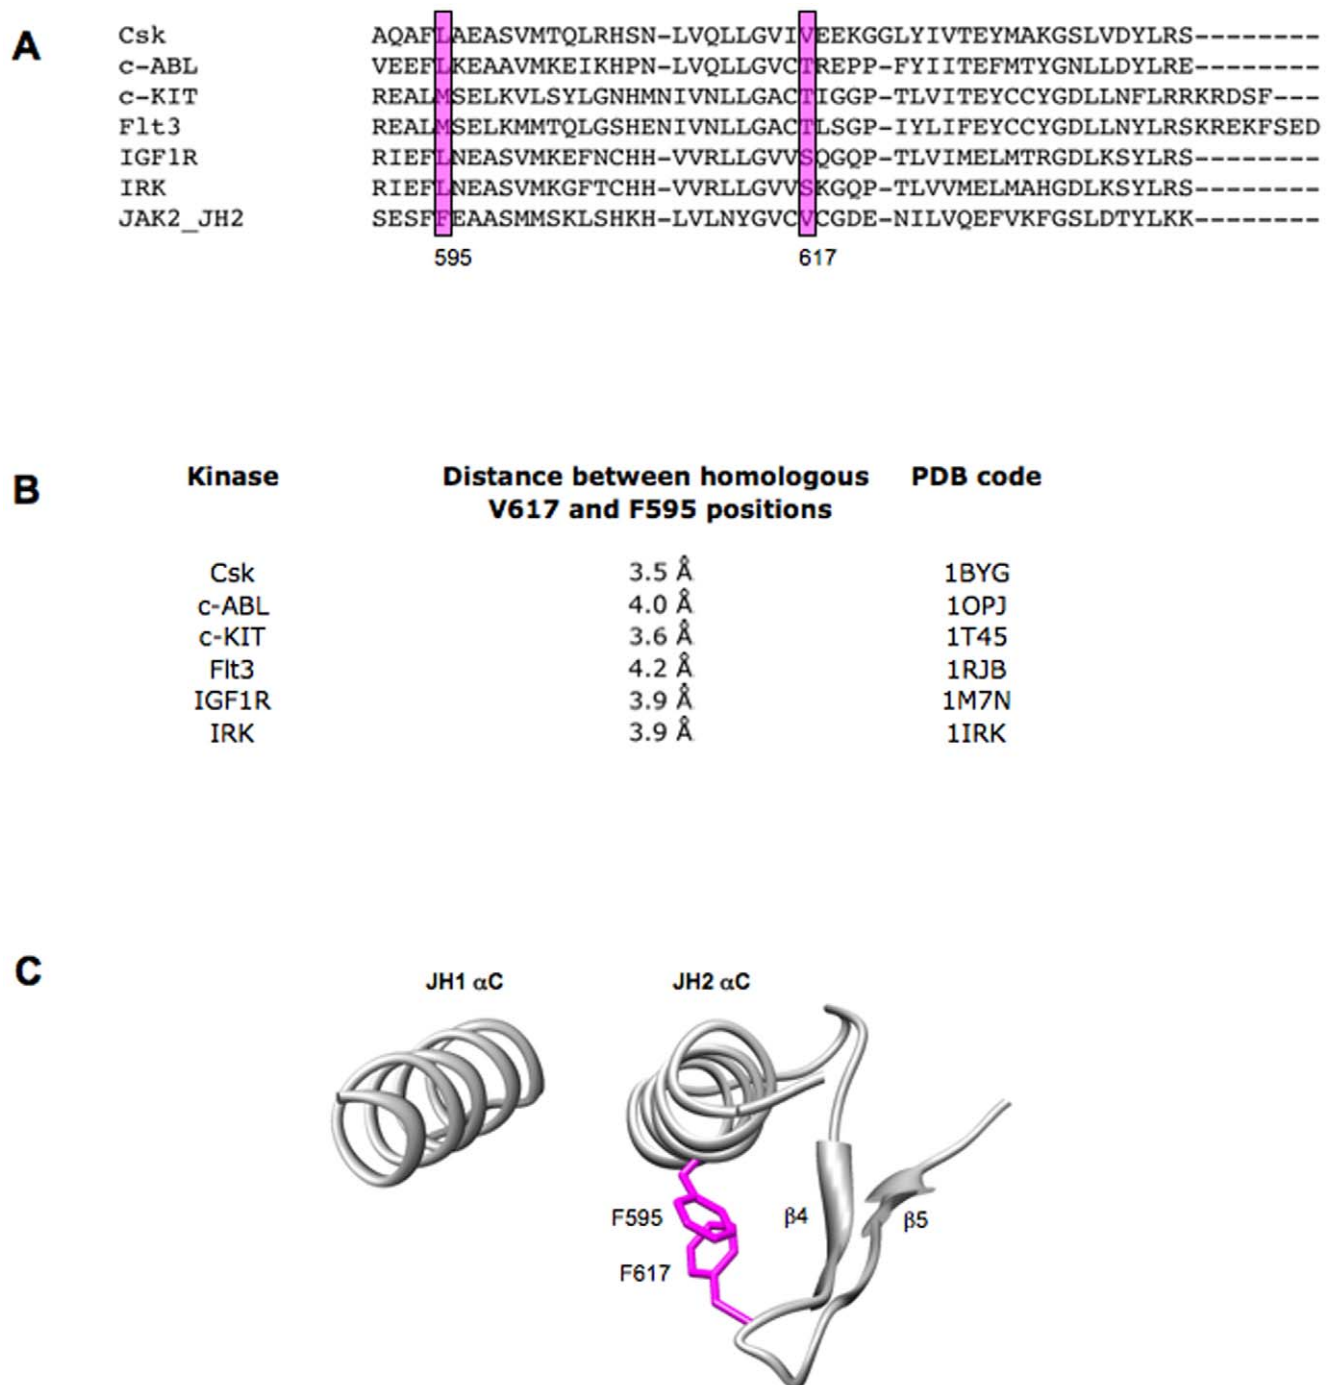 A
Csk AQAFLAEASVMTQLRHSN-LVQLLGVIVEEKGGLYIVTEYMAKGSLVDYLRS--------
c-ABL VEEFLKEAAVMKEIKHPN-LVQLLGVCTREPP-FYIITEFMTYGNLLDYLRE--------
c-KIT REALMSELKVLSYLGNHMNIVNLLGACTIGGP-TLVITEYCCYGDLLNFLRRKRDSF---
Flt3 REALMSELKMMTQLGSHENIVNLLGACTLSGP-IYLIFEYCCYGDLLNYLRSKREKFSED
IGF1R RIEFLNEASVMKEFNCHH-VVRLLGVVSQGQP-TLVIMELMTRGDLKSYLRS--------
IRK RIEFLNEASVMKGFTCHH-VVRLLGVVSKGQP-TLVVMELMAHGDLKSYLRS--------
JAK2_JH2 SESFFEAASMMSKLSHKH-LVLNYGVCVCGDE-NILVQEFVKFGSLDTYLKK--------
595 617
B
Kinase Distance between homologous PDB code
V617 and F595 positions
Csk 3.5 Å 1BYG
c-ABL 4.0 Å 1OPJ
c-KIT 3.6 Å 1T45
Flt3 4.2 Å 1RJB
IGF1R 3.9 Å 1M7N
IRK 3.9 Å 1IRK
C
JH1 αC JH2 αC
F595 β4 β5
F617